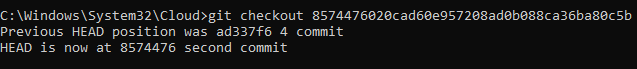 C:\Windows\System32\Cloud>git checkout 8574476020cad60e957208ad0b088ca36ba80c5b
Previous HEAD position was ad337f6 4 commit
HEAD is now at 8574476 second commit